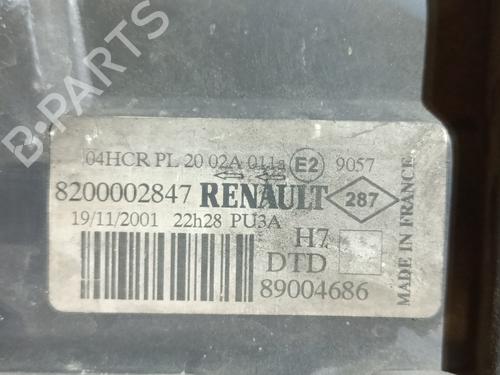 B-PARTS
04HCR PL 20 02A 011a E2 9057
8200002847 RENAULT 287
19/11/2001 22h28 PU3A
H7
DTD
89004686
MADE IN FRANCE